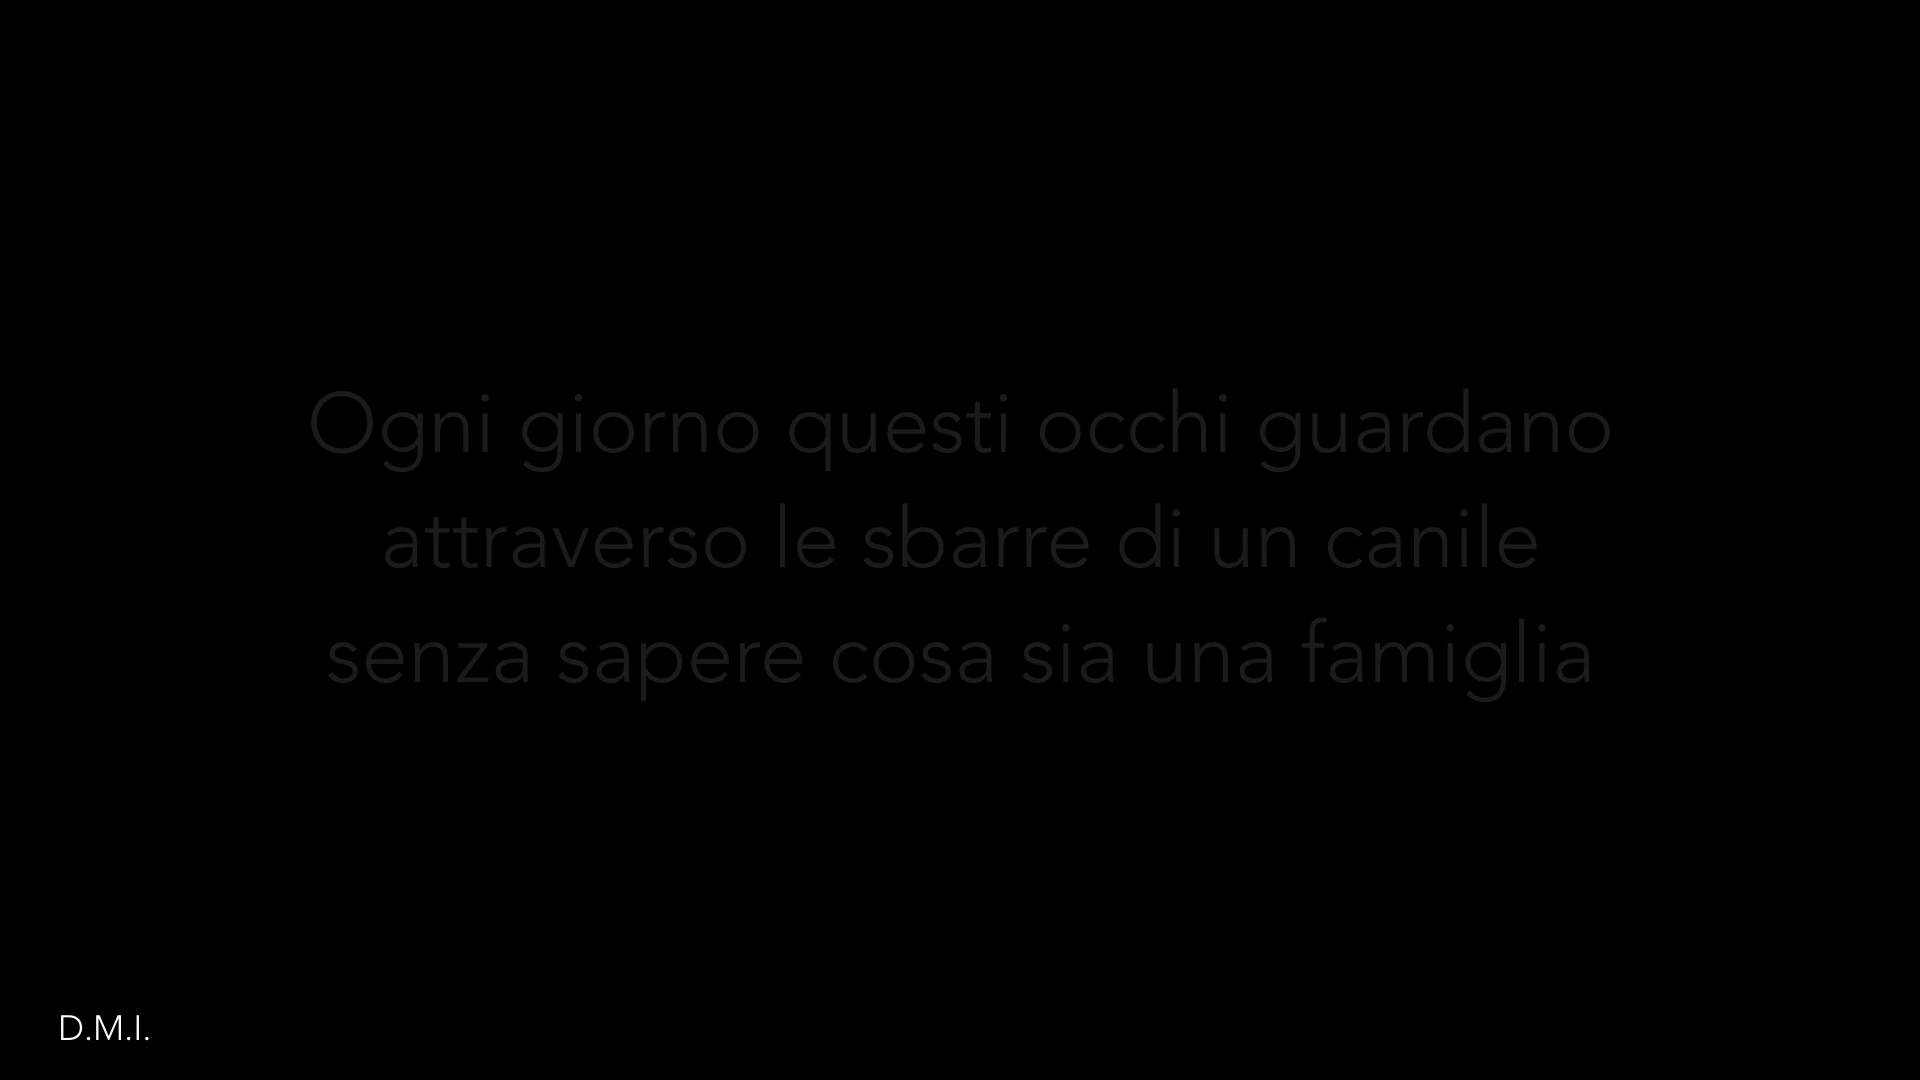 Ogni giorno questi occhi guardano
attraverso le sbarre di un canile
senza sapere cosa sia una famiglia
D.M.I.